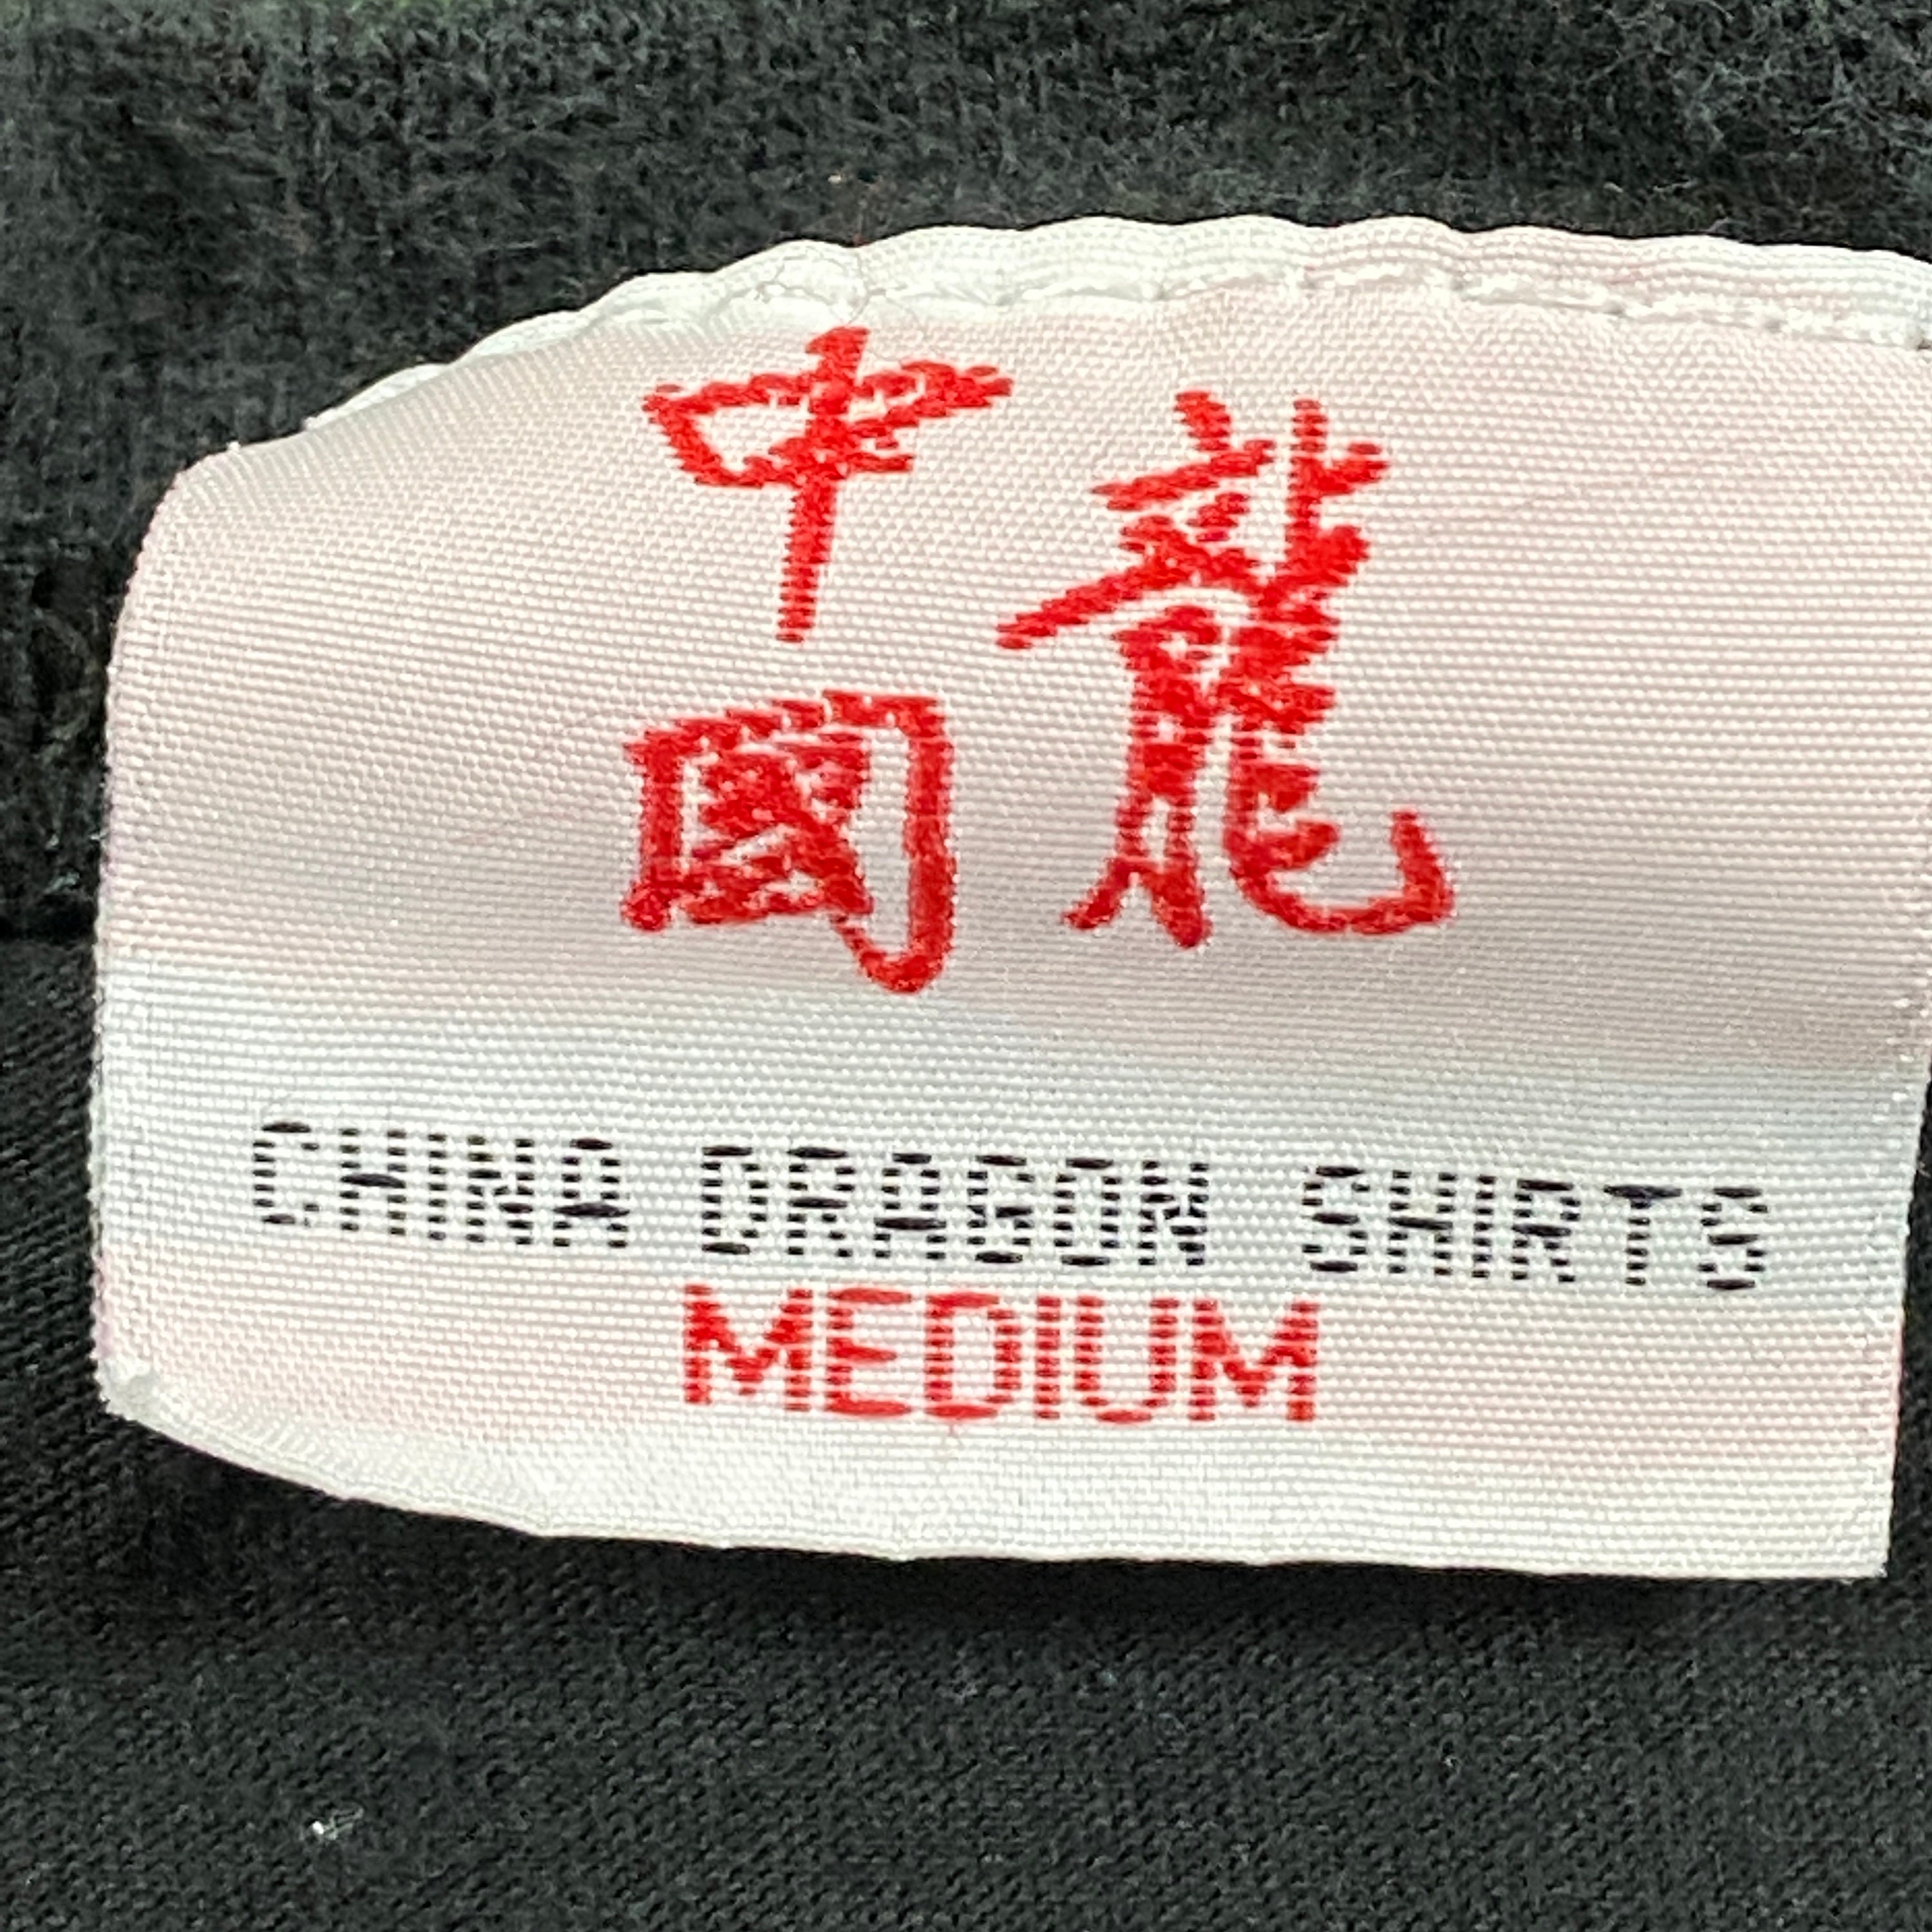 中國
龍
CHINA DRAGON SHIRTS
MEDIUM